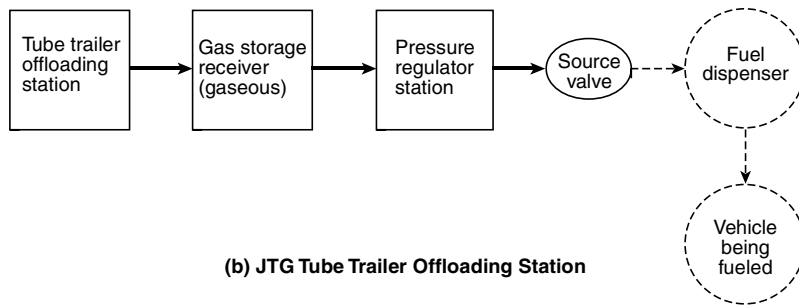 Tube trailer
offloading
station
Gas storage
receiver
(gaseous)
Pressure
regulator
station
Source
valve
Fuel
dispenser
Vehicle
being
fueled
(b) JTG Tube Trailer Offloading Station